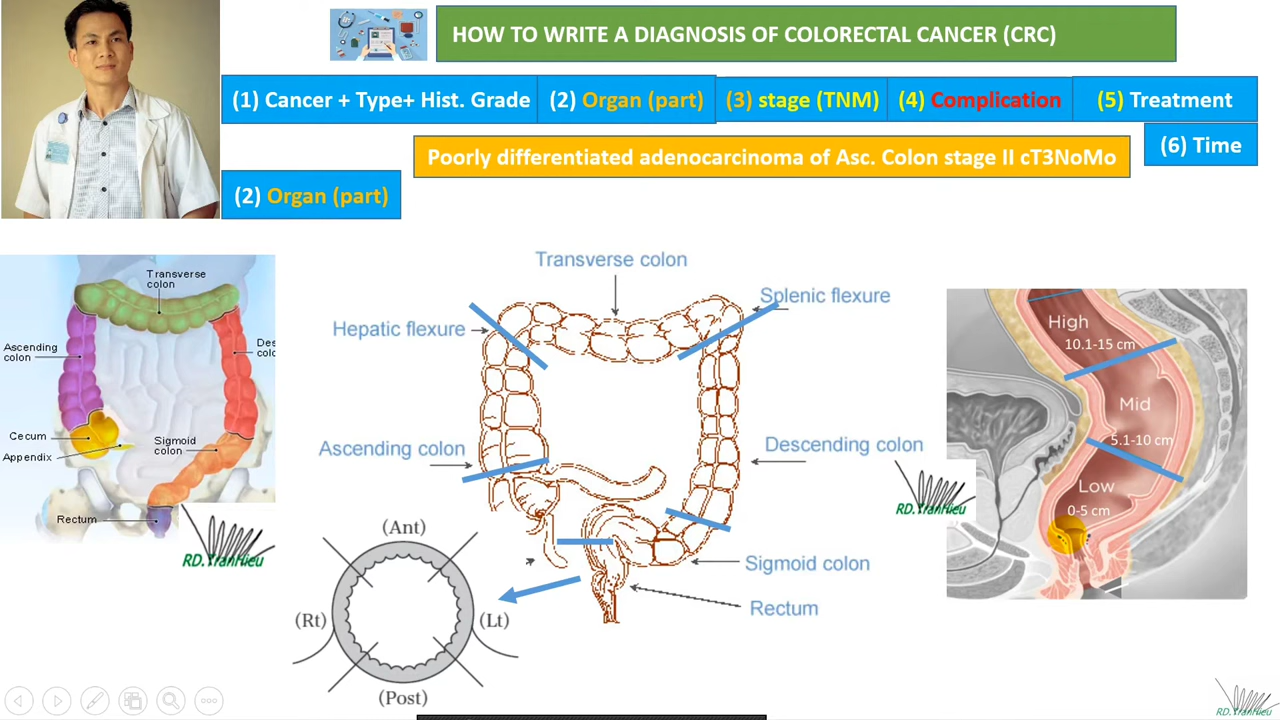 HOW TO WRITE A DIAGNOSIS OF COLORECTAL CANCER (CRC)
(1) Cancer + Type+ Hist. Grade
(2) Organ (part)
(3) stage (TNM)
(4) Complication
(5) Treatment
(6) Time
Poorly differentiated adenocarcinoma of Asc. Colon stage II cT3NoMo
(2) Organ (part)
Transverse
colon
Ascending
colon
Des
colc
Cecum
Appendix
Sigmoid
colon
Rectum
RD.TranHieu
Transverse colon
Splenic flexure
Hepatic flexure
Ascending colon
Descending colon
Sigmoid colon
Rectum
(Ant)
(Rt)
(Lt)
(Post)
RD.TranHieu
High
10.1-15 cm
Mid
5.1-10 cm
Low
0-5 cm
RD.TranHieu